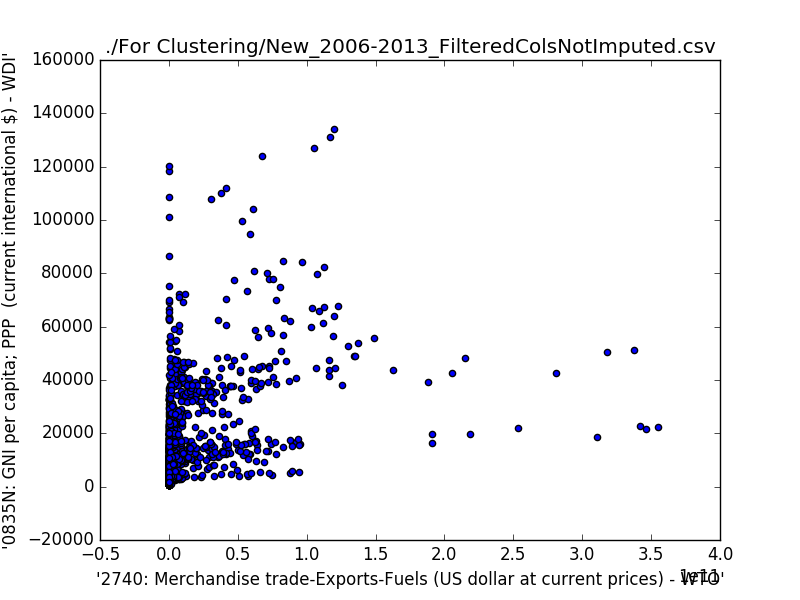 ./For Clustering/New_2006-2013_FilteredColsNotImputed.csv
160000
140000
120000
100000
80000
60000
40000
20000
0
−20000
'0835N: GNI per capita; PPP  (current international $) - WDI'
−0.5 0.0 0.5 1.0 1.5 2.0 2.5 3.0 3.5 4.0
1e11
'2740: Merchandise trade-Exports-Fuels (US dollar at current prices) - WTO'